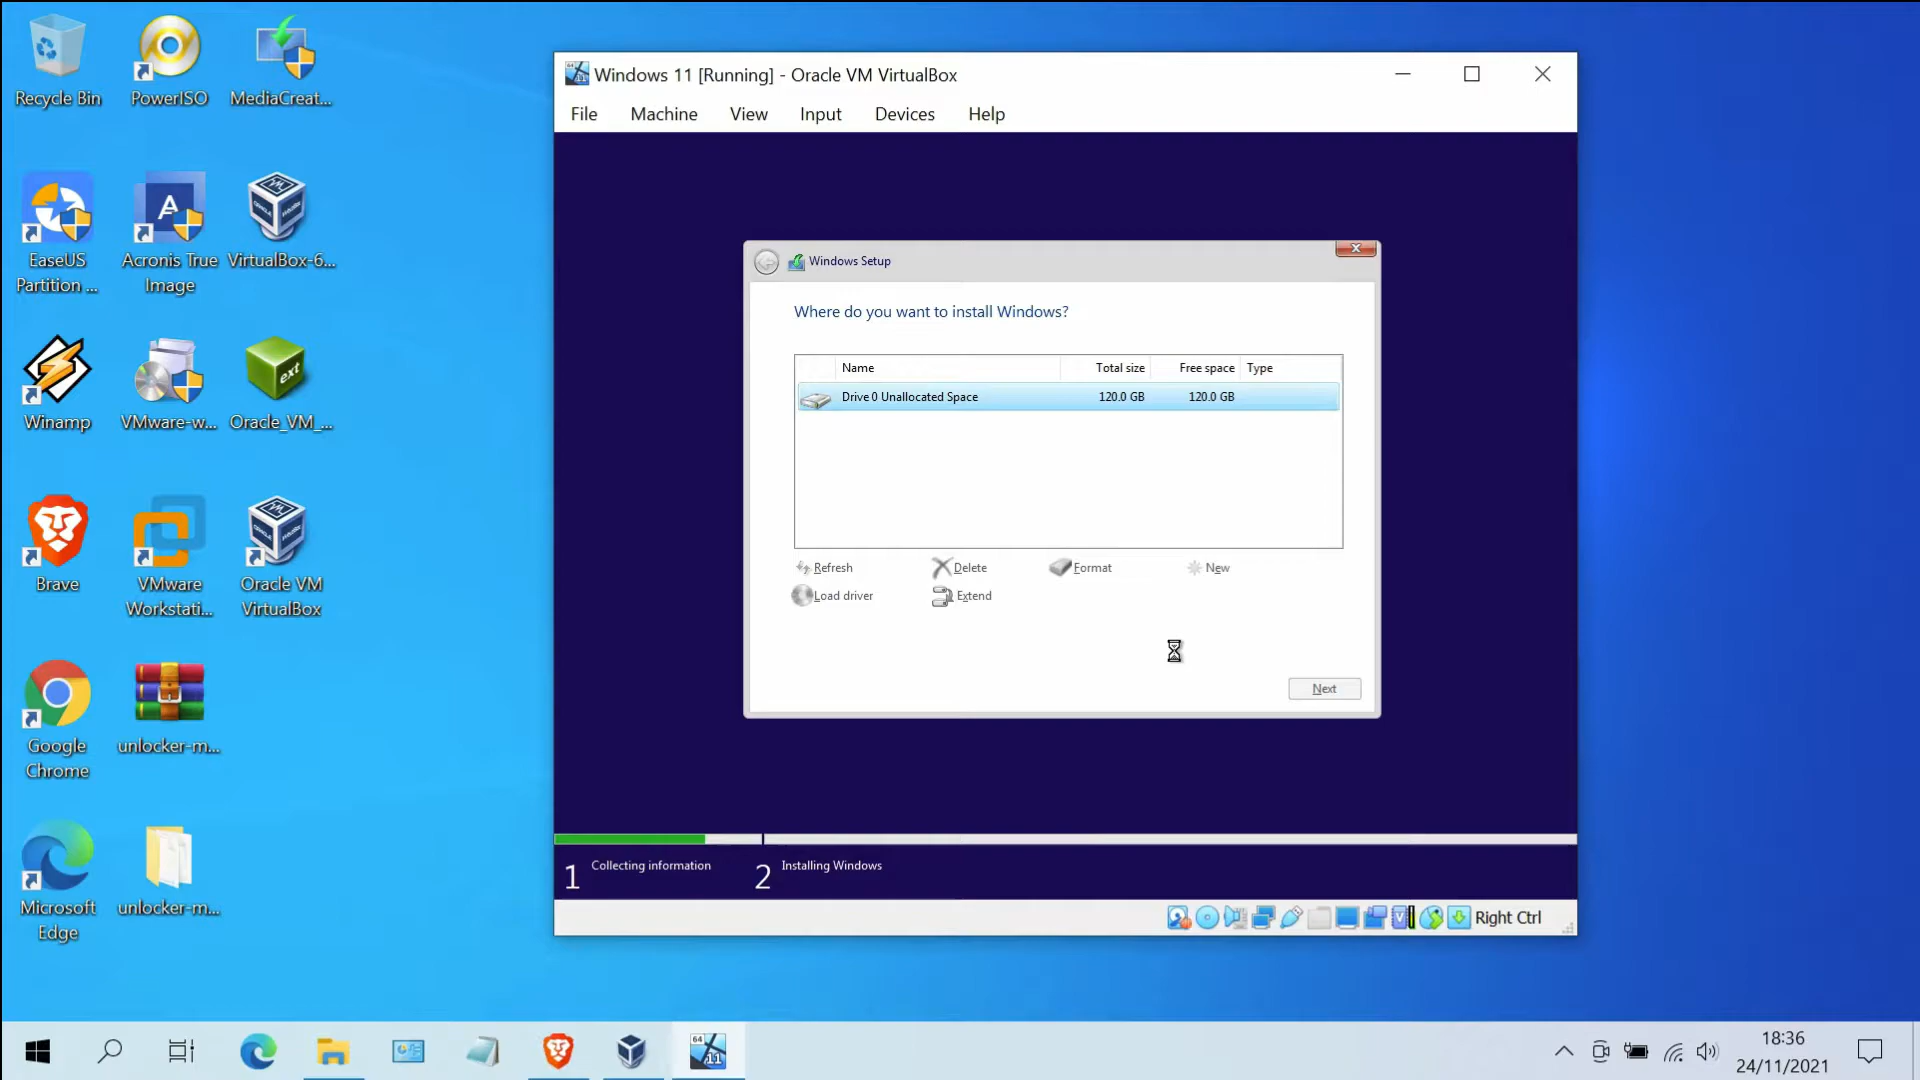 Recycle Bin
PowerISO
MediaCreat...
EaseUS
Partition ...
Acronis True
Image
VirtualBox-6...
Winamp
VMware-w...
Oracle_VM_...
Brave
VMware
Workstati...
Oracle VM
VirtualBox
Google
Chrome
unlocker-m...
Microsoft
Edge
unlocker-m...
Windows 11 [Running] - Oracle VM VirtualBox
File Machine View Input Devices Help
Windows Setup
Where do you want to install Windows?
Name Total size Free space Type
Drive 0 Unallocated Space 120.0 GB 120.0 GB
Refresh Delete Format New
Load driver Extend
Next
1 Collecting information 2 Installing Windows
Right Ctrl
64
11
18:36
24/11/2021